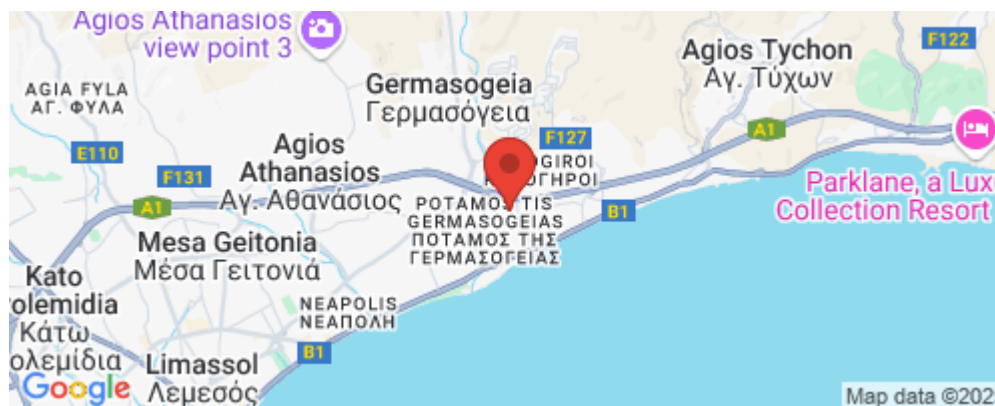 Agios Athanasios
view point 3
F122
Agios Tychon
Αγ. Τύχων
Germasogeia
Γερμασόγεια
AGIA FYLA
ΑΓ. ΦΥΛΑ
A1
F127
E110
Agios
Athanasios
Αγ. Αθανάσιος
F131
POTAMOS TIS
GERMASOGEIAS
ΠΟΤΑΜΟΣ ΤΗΣ
ΓΕΡΜΑΣΟΓΕΙΑΣ
Parklane, a Lux
Collection Resort
A1
B1
Mesa Geitonia
Μέσα Γειτονιά
Kato
olemidia
Κάτω
ολεμίδια
NEAPOLIS
ΝΕΑΠΟΛΗ
B1
Limassol
Λεμεσός
Google
Map data ©202